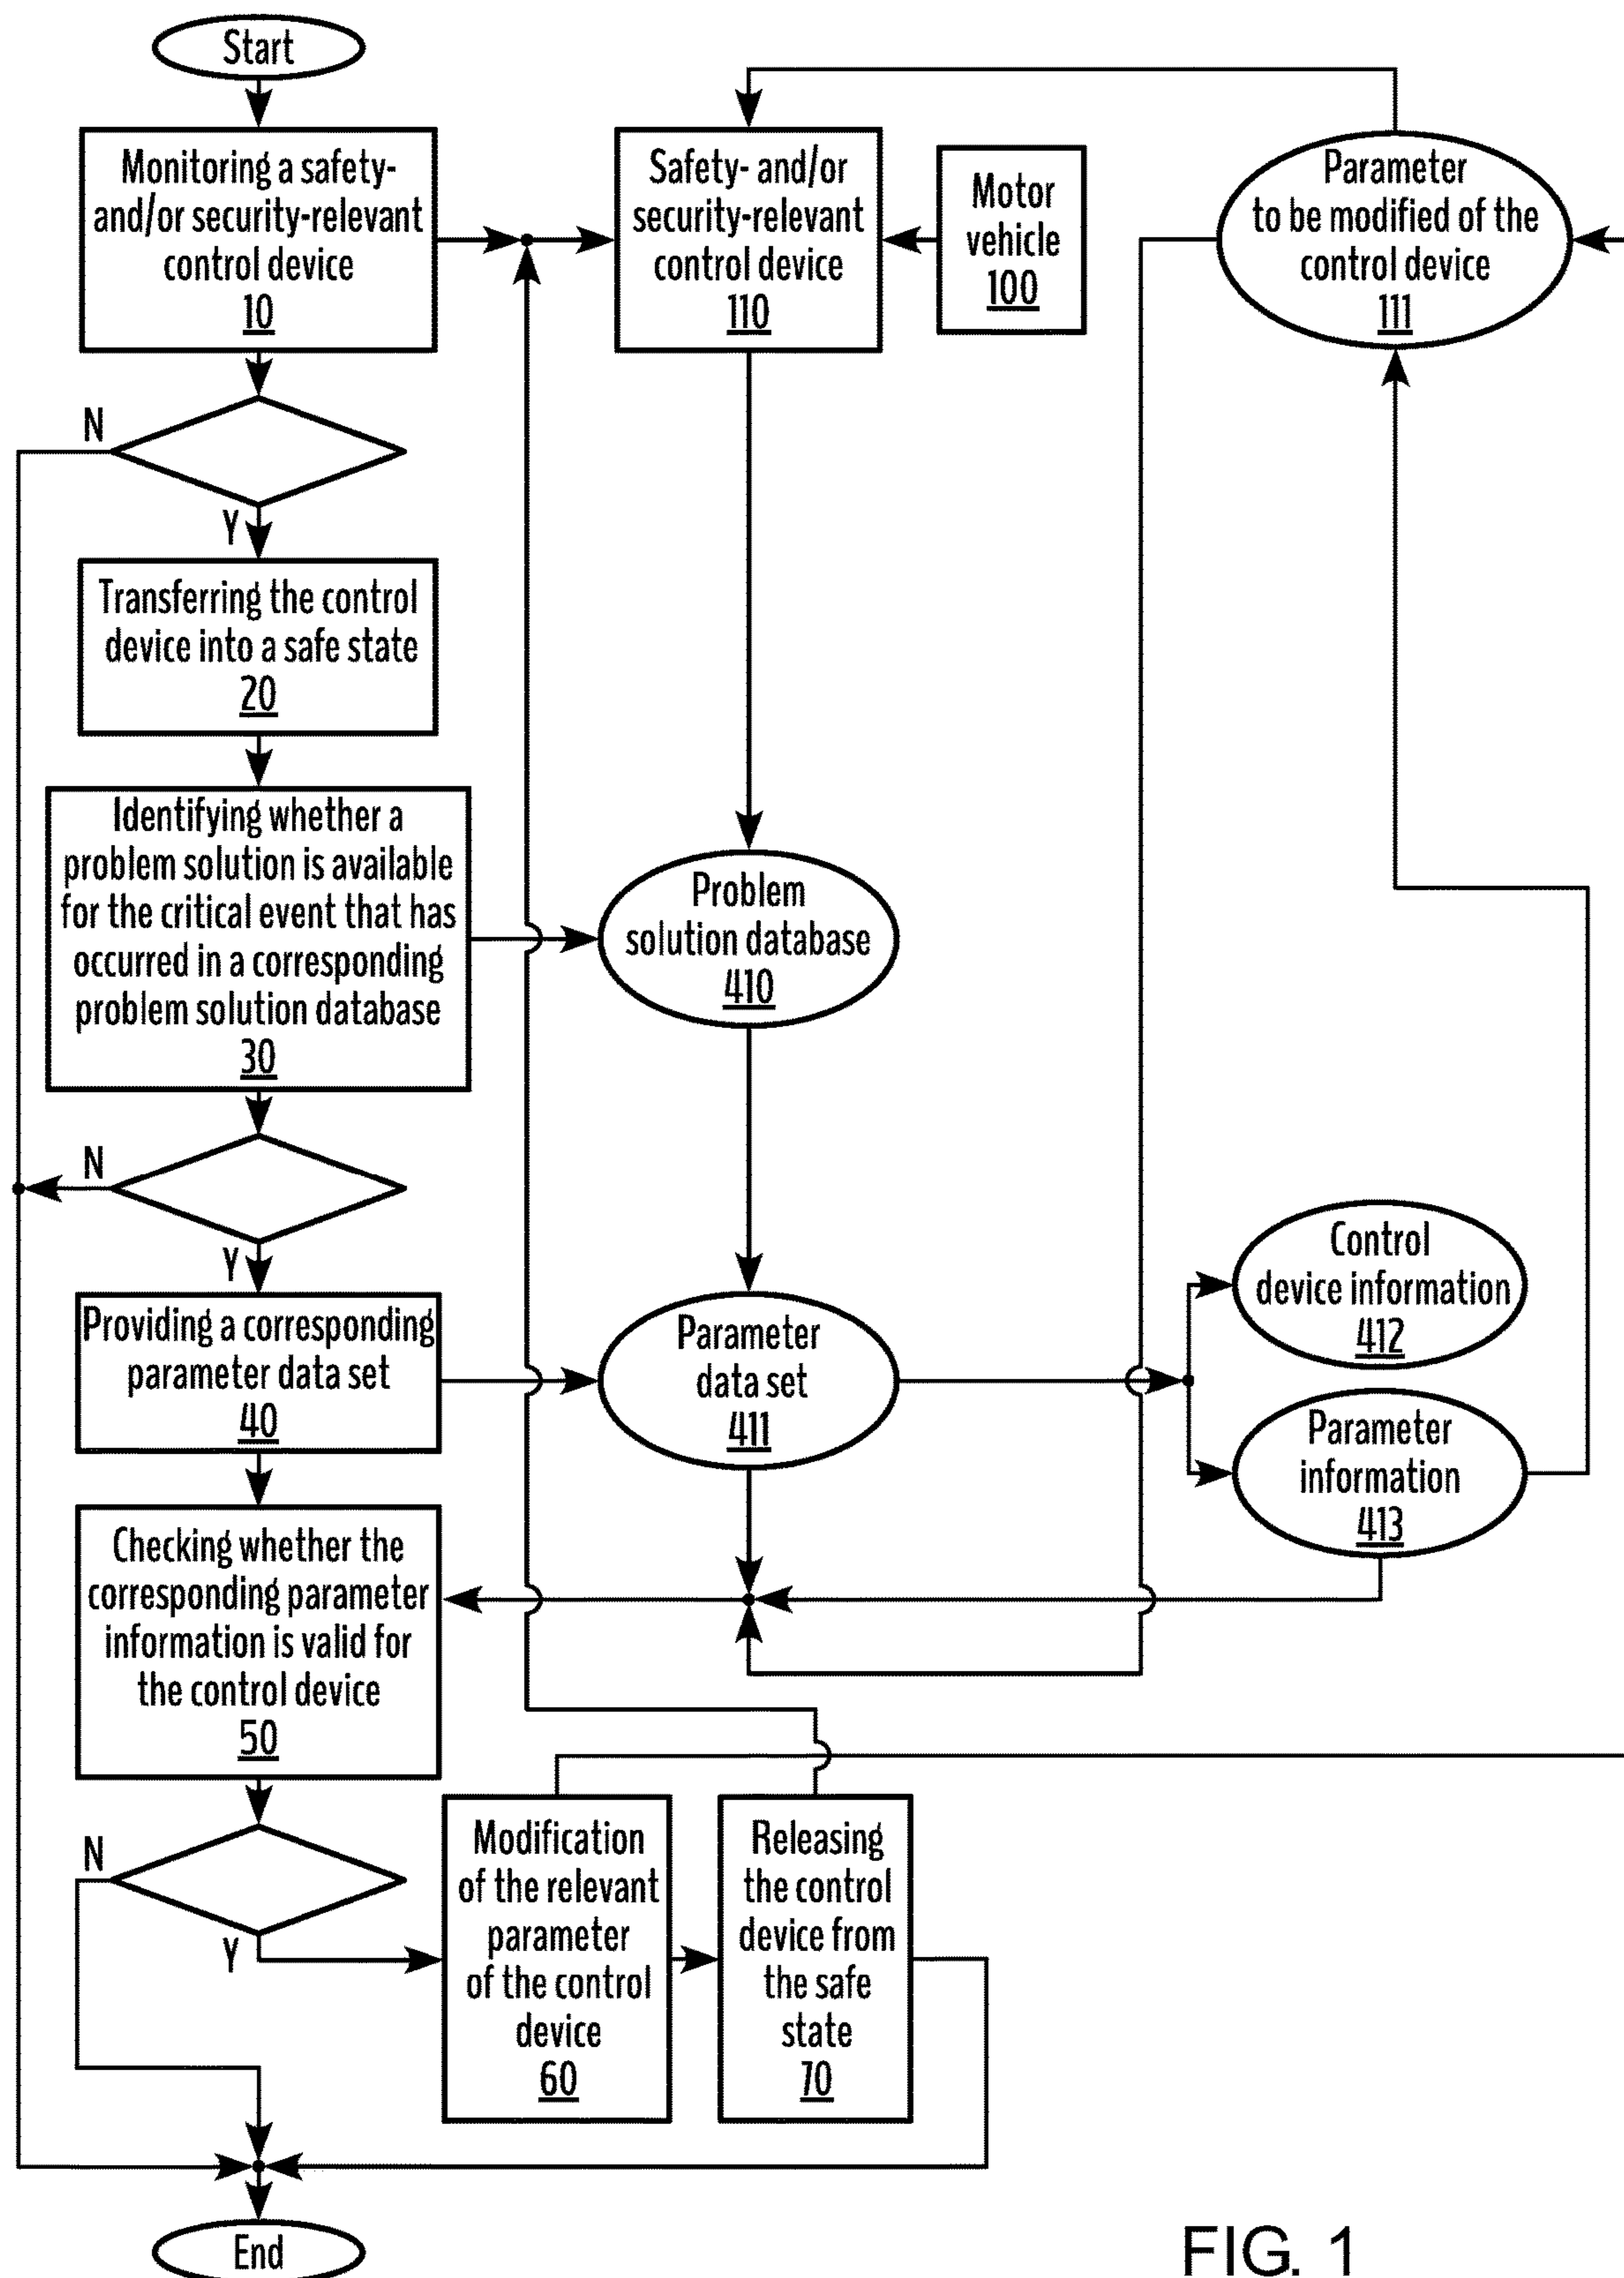 Start
Monitoring a safety-
and/or security-relevant
control device
10
Safety- and/or
security-relevant
control device
110
Motor
vehicle
100
Parameter
to be modified of the
control device
111
N
Y
Transferring the control
device into a safe state
20
Identifying whether a
problem solution is available
for the critical event that has
occurred in a corresponding
problem solution database
30
Problem
solution database
410
N
Y
Providing a corresponding
parameter data set
40
Parameter
data set
411
Control
device information
412
Parameter
information
413
Checking whether the
corresponding parameter
information is valid for
the control device
50
N
Y
Modification
of the relevant
parameter
of the control
device
60
Releasing
the control
device from
the safe
state
70
End
FIG. 1